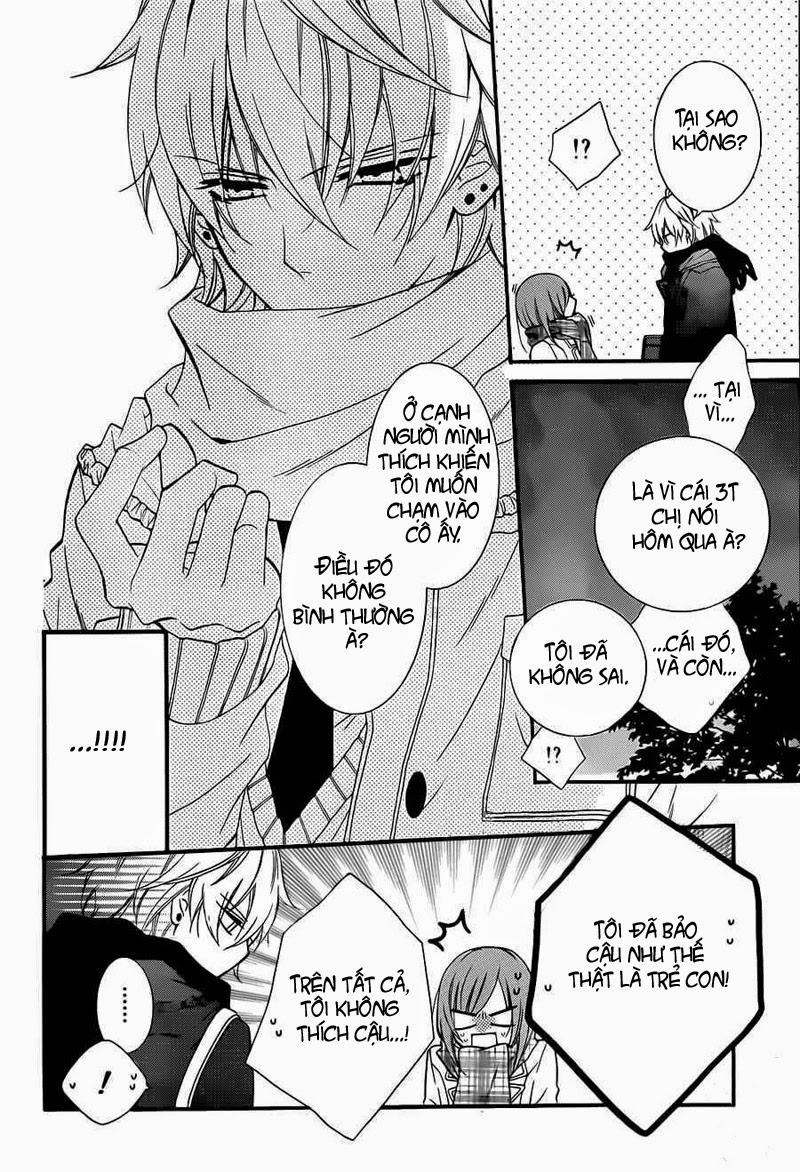 TẠI SAO
KHÔNG?
!?
... TẠI
VÌ...
LÀ VÌ CÁI 3T
CHỊ NÓI
HÔM QUA À?
...CÁI ĐÓ,
VÀ CÒN...
TÔI ĐÃ
KHÔNG SAI.
!?
Ở CẠNH
NGƯỜI MÌNH
THÍCH KHIẾN
TÔI MUỐN
CHẠM VÀO
CÔ ẤY.
ĐIỀU ĐÓ
KHÔNG
BÌNH THƯỜNG
À?
...!!!!
TÔI ĐÃ BẢO
CẬU NHƯ THẾ
THẬT LÀ TRẺ CON!
TRÊN TẤT CẢ,
TÔI KHÔNG
THÍCH CẬU...!
......
!